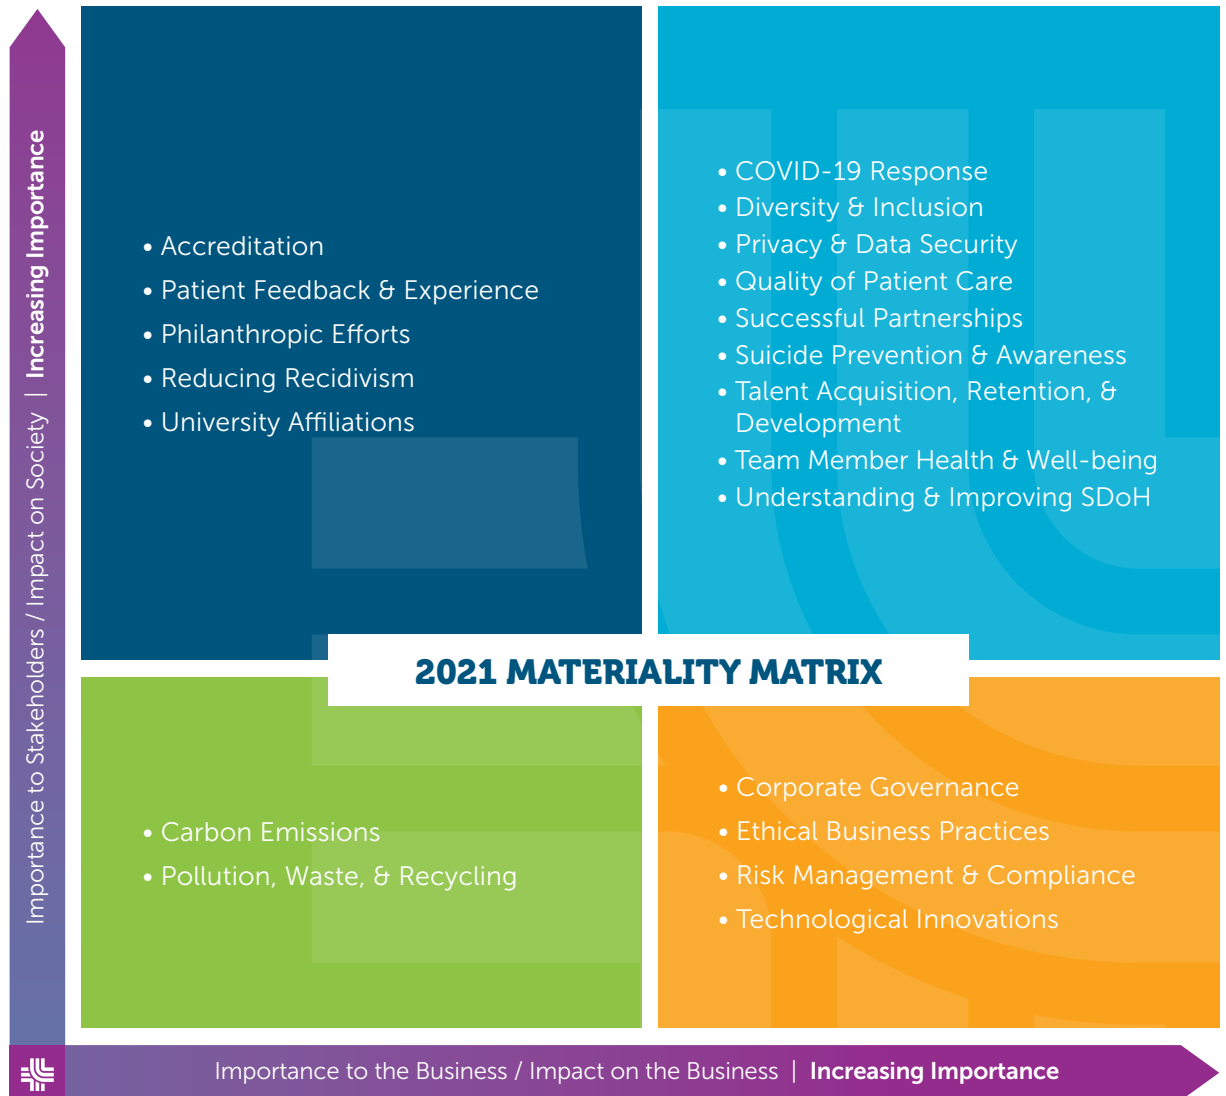 Importance to Stakeholders / Impact on Society | Increasing Importance
• Accreditation
• Patient Feedback & Experience
• Philanthropic Efforts
• Reducing Recidivism
• University Affiliations
• COVID-19 Response
• Diversity & Inclusion
• Privacy & Data Security
• Quality of Patient Care
• Successful Partnerships
• Suicide Prevention & Awareness
• Talent Acquisition, Retention, &
Development
• Team Member Health & Well-being
• Understanding & Improving SDoH
2021 MATERIALITY MATRIX
• Carbon Emissions
• Pollution, Waste, & Recycling
• Corporate Governance
• Ethical Business Practices
• Risk Management & Compliance
• Technological Innovations
Importance to the Business / Impact on the Business | Increasing Importance